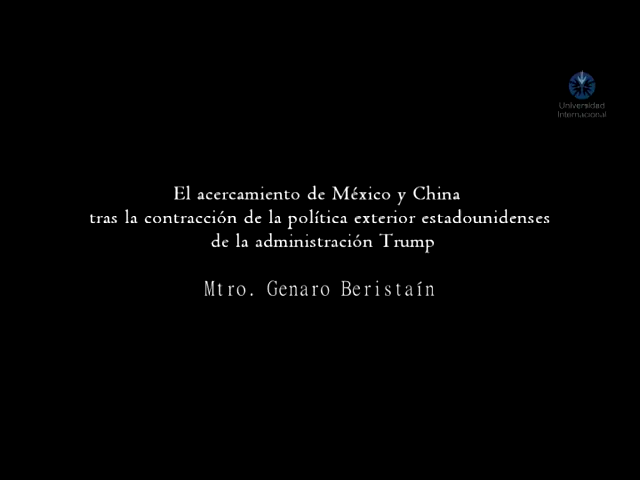 Universidad
Internacional
El acercamiento de México y China
tras la contracción de la política exterior estadounidenses
de la administración Trump
Mtro. Genaro Beristaín